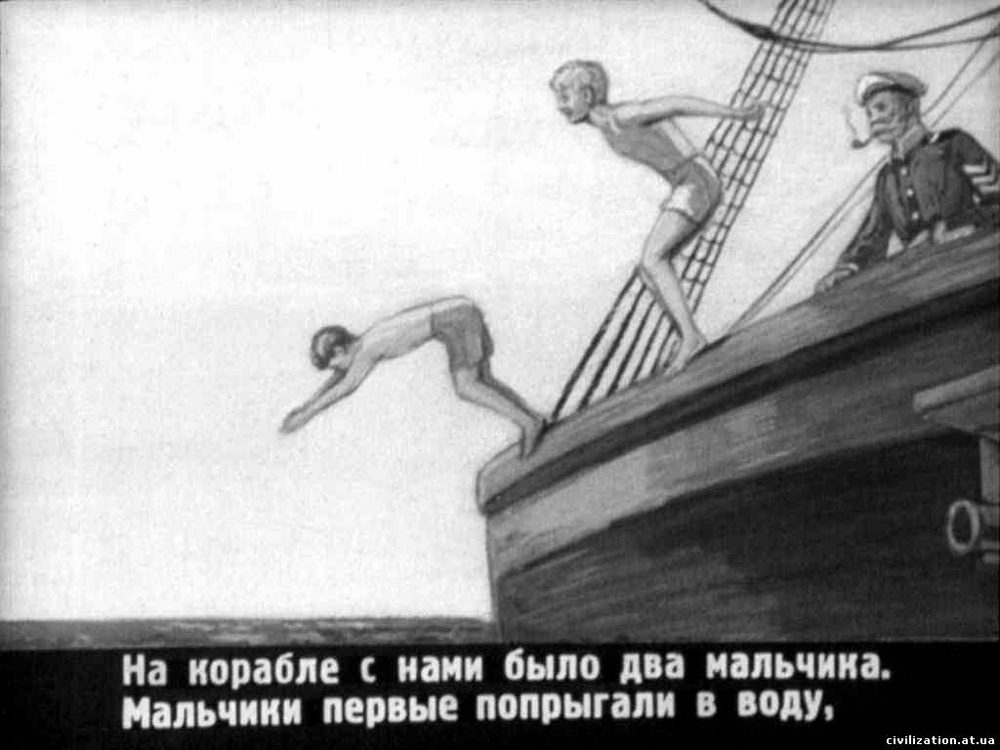 На корабле с нами было два мальчика.
Мальчики первые попрыгали в воду,
civilization.at.ua